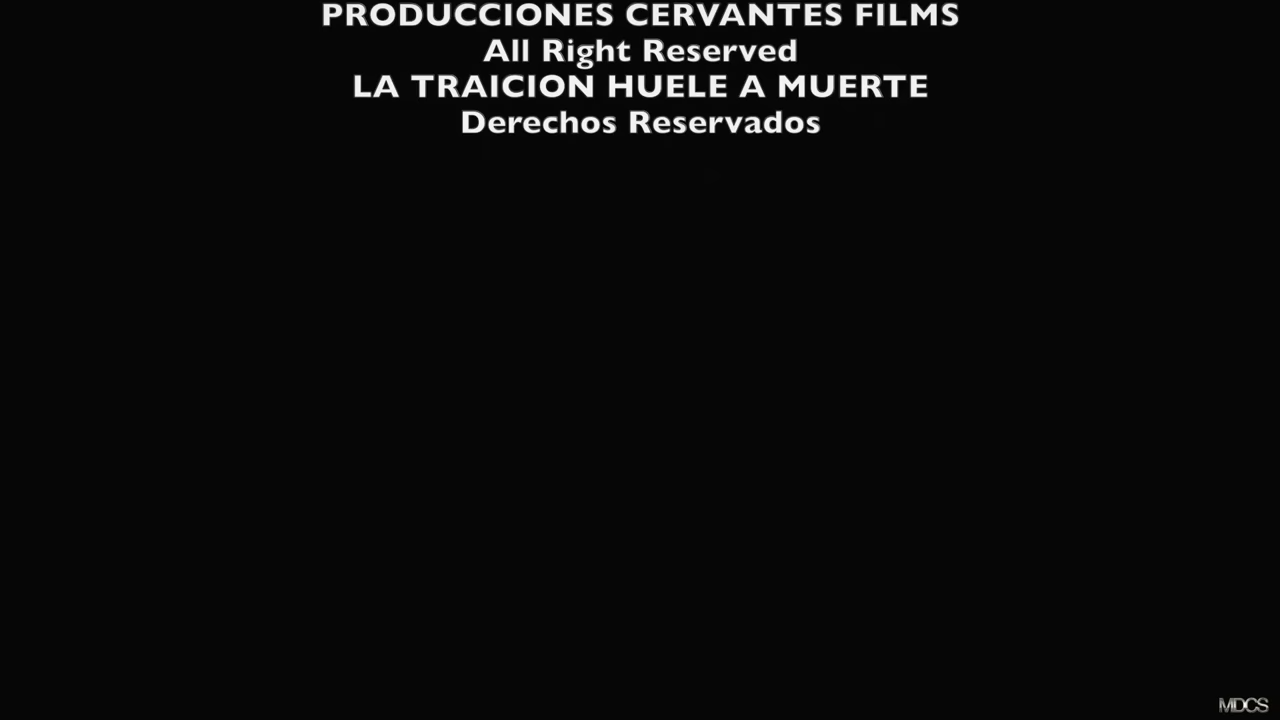 PRODUCCIONES CERVANTES FILMS
All Right Reserved
LA TRAICION HUELE A MUERTE
Derechos Reservados
MDCS